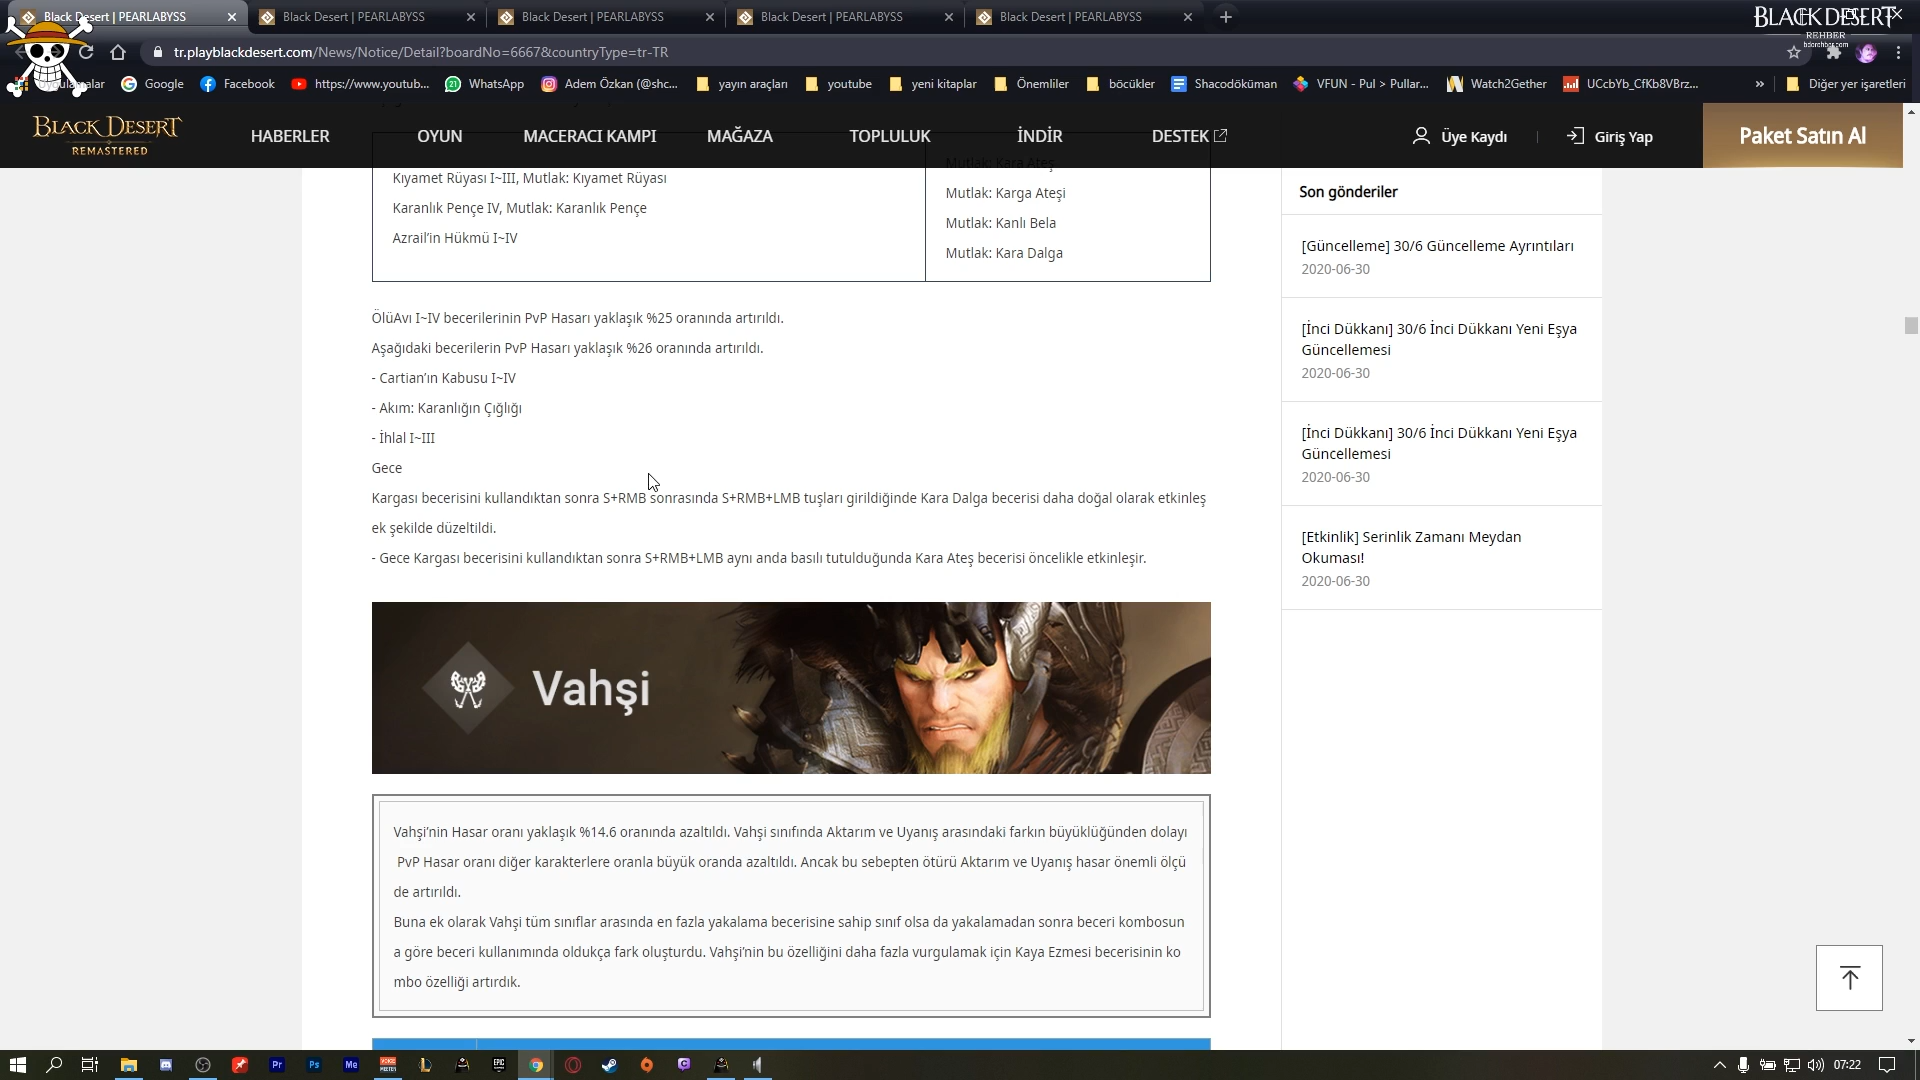 Black Desert | PEARLABYSS
Black Desert | PEARLABYSS
Black Desert | PEARLABYSS
Black Desert | PEARLABYSS
Black Desert | PEARLABYSS
BLACK DESERT
REHBER
bdorehber.com
tr.playblackdesert.com/News/Notice/Detail?boardNo=6667&countryType=tr-TR
Google
Facebook
https://www.youtub...
WhatsApp
Adem Özkan (@shc...
yayın araçları
youtube
yeni kitaplar
Önemliler
böcükler
Shacodöküman
VFUN - Pul > Pullar...
Watch2Gether
UCcbYb_CfKb8VBrz...
»
Diğer yer işaretleri
BLACK DESERT
REMASTERED
HABERLER
OYUN
MACERACI KAMPI
MAĞAZA
TOPLULUK
İNDİR
DESTEK
Üye Kaydı
Giriş Yap
Paket Satın Al
Mutlak: Kara Ateş
Kıyamet Rüyası I~III, Mutlak: Kıyamet Rüyası
Mutlak: Karga Ateşi
Karanlık Pençe IV, Mutlak: Karanlık Pençe
Mutlak: Kanlı Bela
Azrail’in Hükmü I~IV
Mutlak: Kara Dalga
ÖlüAvı I~IV becerilerinin PvP Hasarı yaklaşık %25 oranında artırıldı.
Aşağıdaki becerilerin PvP Hasarı yaklaşık %26 oranında artırıldı.
- Cartian’ın Kabusu I~IV
- Akım: Karanlığın Çığlığı
- İhlal I~III
Gece
Kargası becerisini kullandıktan sonra S+RMB sonrasında S+RMB+LMB tuşları girildiğinde Kara Dalga becerisi daha doğal olarak etkinleş
ek şekilde düzeltildi.
- Gece Kargası becerisini kullandıktan sonra S+RMB+LMB aynı anda basılı tutulduğunda Kara Ateş becerisi öncelikle etkinleşir.
Vahşi
Vahşi’nin Hasar oranı yaklaşık %14.6 oranında azaltıldı. Vahşi sınıfında Aktarım ve Uyanış arasındaki farkın büyüklüğünden dolayı
PvP Hasar oranı diğer karakterlere oranla büyük oranda azaltıldı. Ancak bu sebepten ötürü Aktarım ve Uyanış hasar önemli ölçü
de artırıldı.
Buna ek olarak Vahşi tüm sınıflar arasında en fazla yakalama becerisine sahip sınıf olsa da yakalamadan sonra beceri kombosun
a göre beceri kullanımında oldukça fark oluşturdu. Vahşi’nin bu özelliğini daha fazla vurgulamak için Kaya Ezmesi becerisinin ko
mbo özelliği artırdık.
Son gönderiler
[Güncelleme] 30/6 Güncelleme Ayrıntıları
2020-06-30
[İnci Dükkanı] 30/6 İnci Dükkanı Yeni Eşya
Güncellemesi
2020-06-30
[İnci Dükkanı] 30/6 İnci Dükkanı Yeni Eşya
Güncellemesi
2020-06-30
[Etkinlik] Serinlik Zamanı Meydan
Okuması!
2020-06-30
Pr
Ps
Me
EPIC
07:22